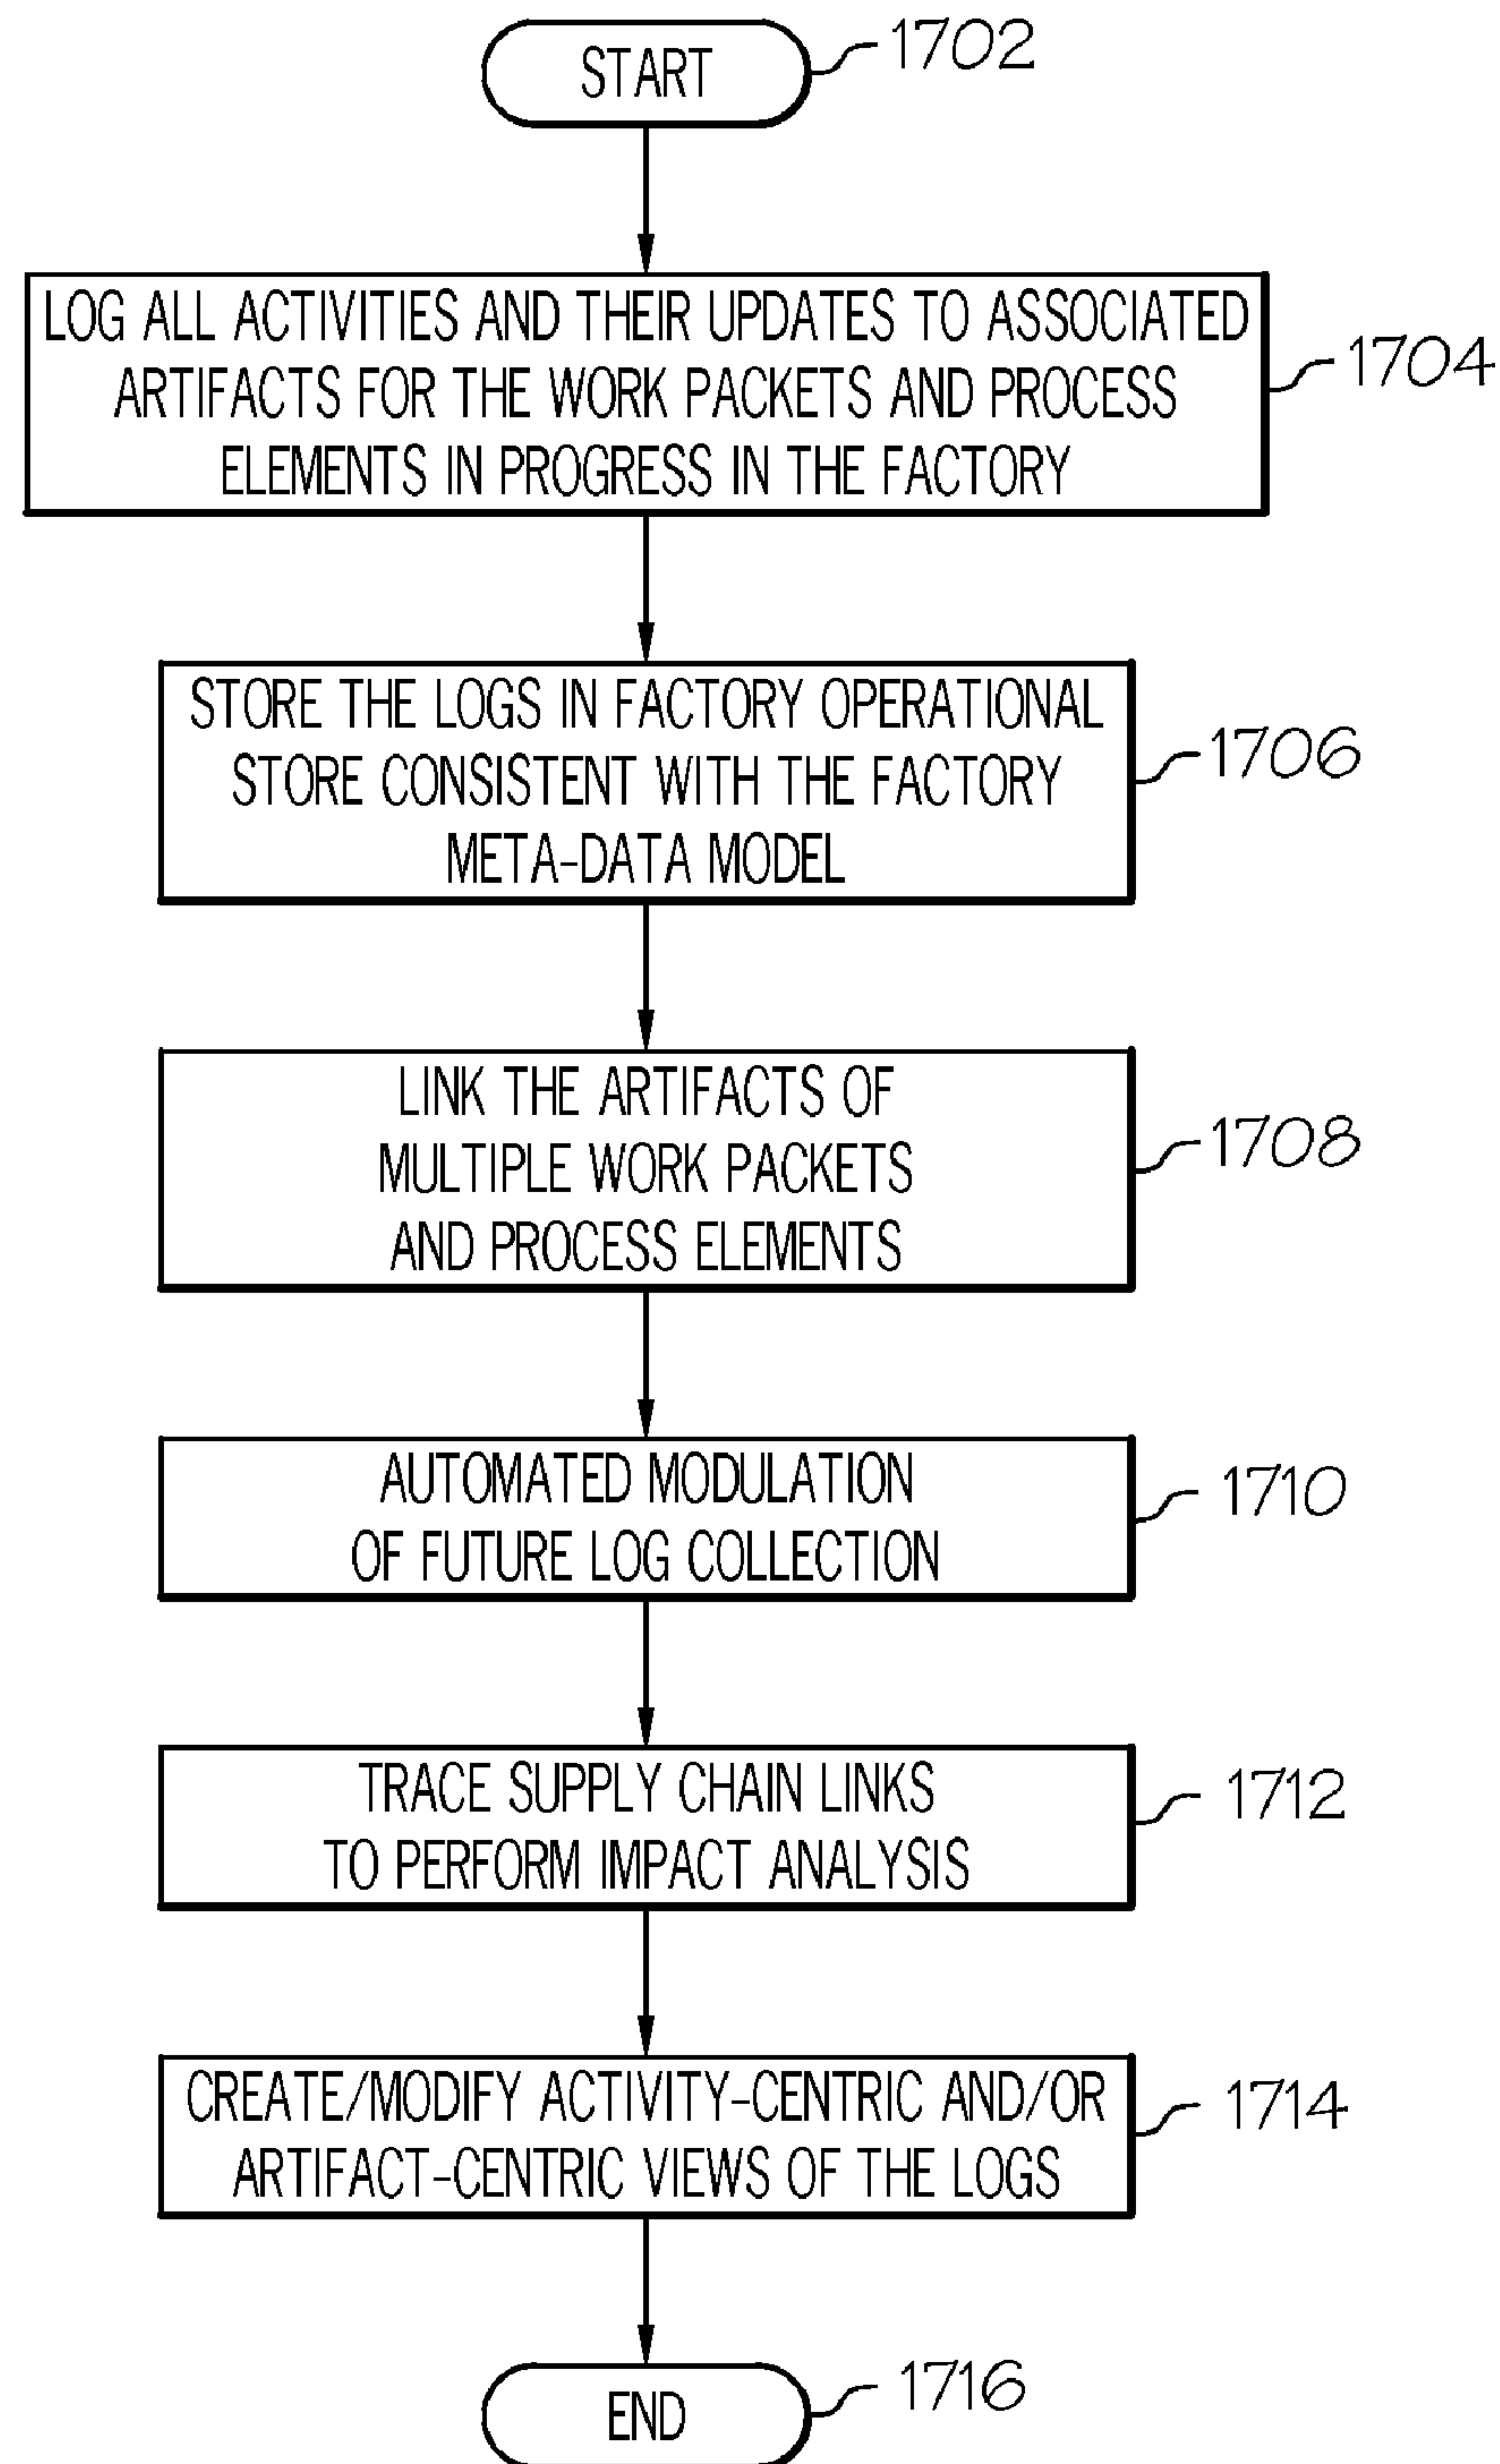 START
1702
LOG ALL ACTIVITIES AND THEIR UPDATES TO ASSOCIATED
ARTIFACTS FOR THE WORK PACKETS AND PROCESS
ELEMENTS IN PROGRESS IN THE FACTORY
1704
STORE THE LOGS IN FACTORY OPERATIONAL
STORE CONSISTENT WITH THE FACTORY
META-DATA MODEL
1706
LINK THE ARTIFACTS OF
MULTIPLE WORK PACKETS
AND PROCESS ELEMENTS
1708
AUTOMATED MODULATION
OF FUTURE LOG COLLECTION
1710
TRACE SUPPLY CHAIN LINKS
TO PERFORM IMPACT ANALYSIS
1712
CREATE/MODIFY ACTIVITY-CENTRIC AND/OR
ARTIFACT-CENTRIC VIEWS OF THE LOGS
1714
END
1716